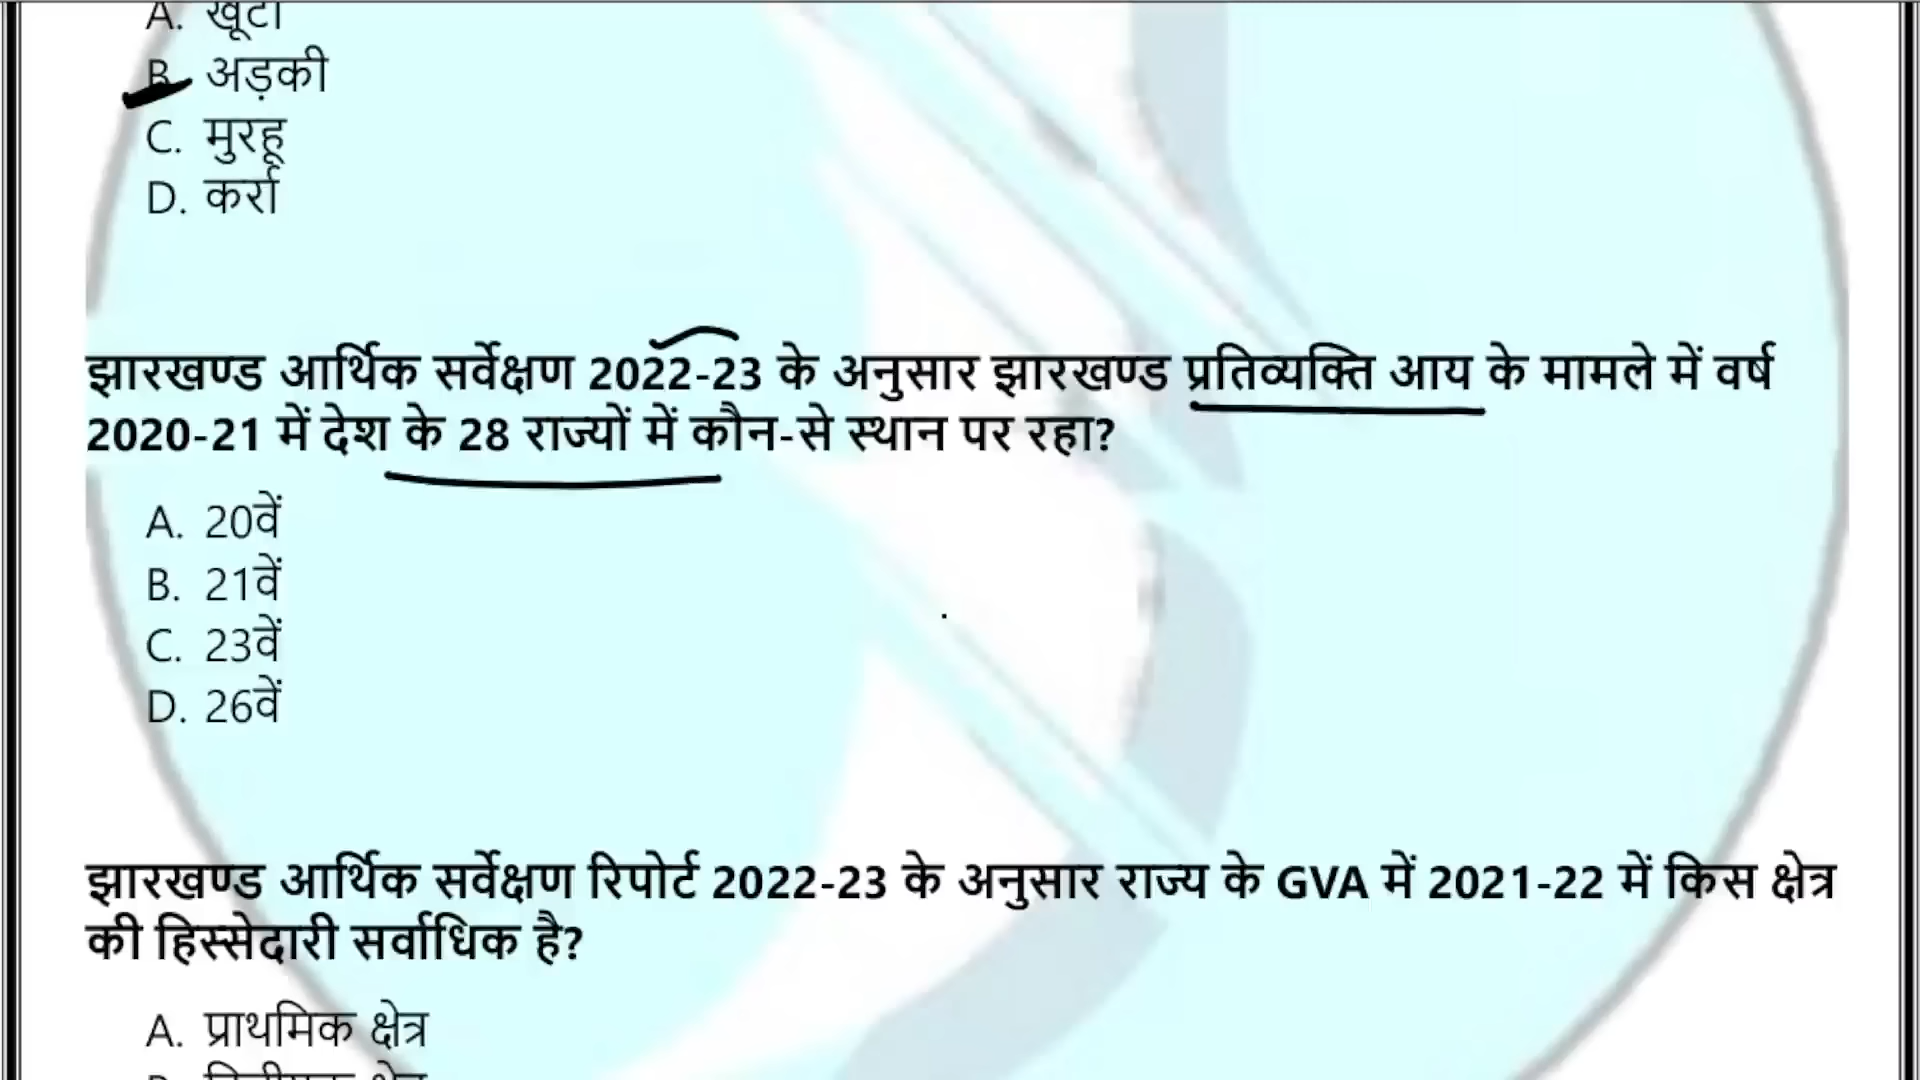 A. खूंटी
B. अड़की
C. मुरहू
D. कर्रा
झारखण्ड आर्थिक सर्वेक्षण 2022-23 के अनुसार झारखण्ड प्रतिव्यक्ति आय के मामले में वर्ष
2020-21 में देश के 28 राज्यों में कौन-से स्थान पर रहा?
A. 20वें
B. 21वें
C. 23वें
D. 26वें
झारखण्ड आर्थिक सर्वेक्षण रिपोर्ट 2022-23 के अनुसार राज्य के GVA में 2021-22 में किस क्षेत्र
की हिस्सेदारी सर्वाधिक है?
A. प्राथमिक क्षेत्र